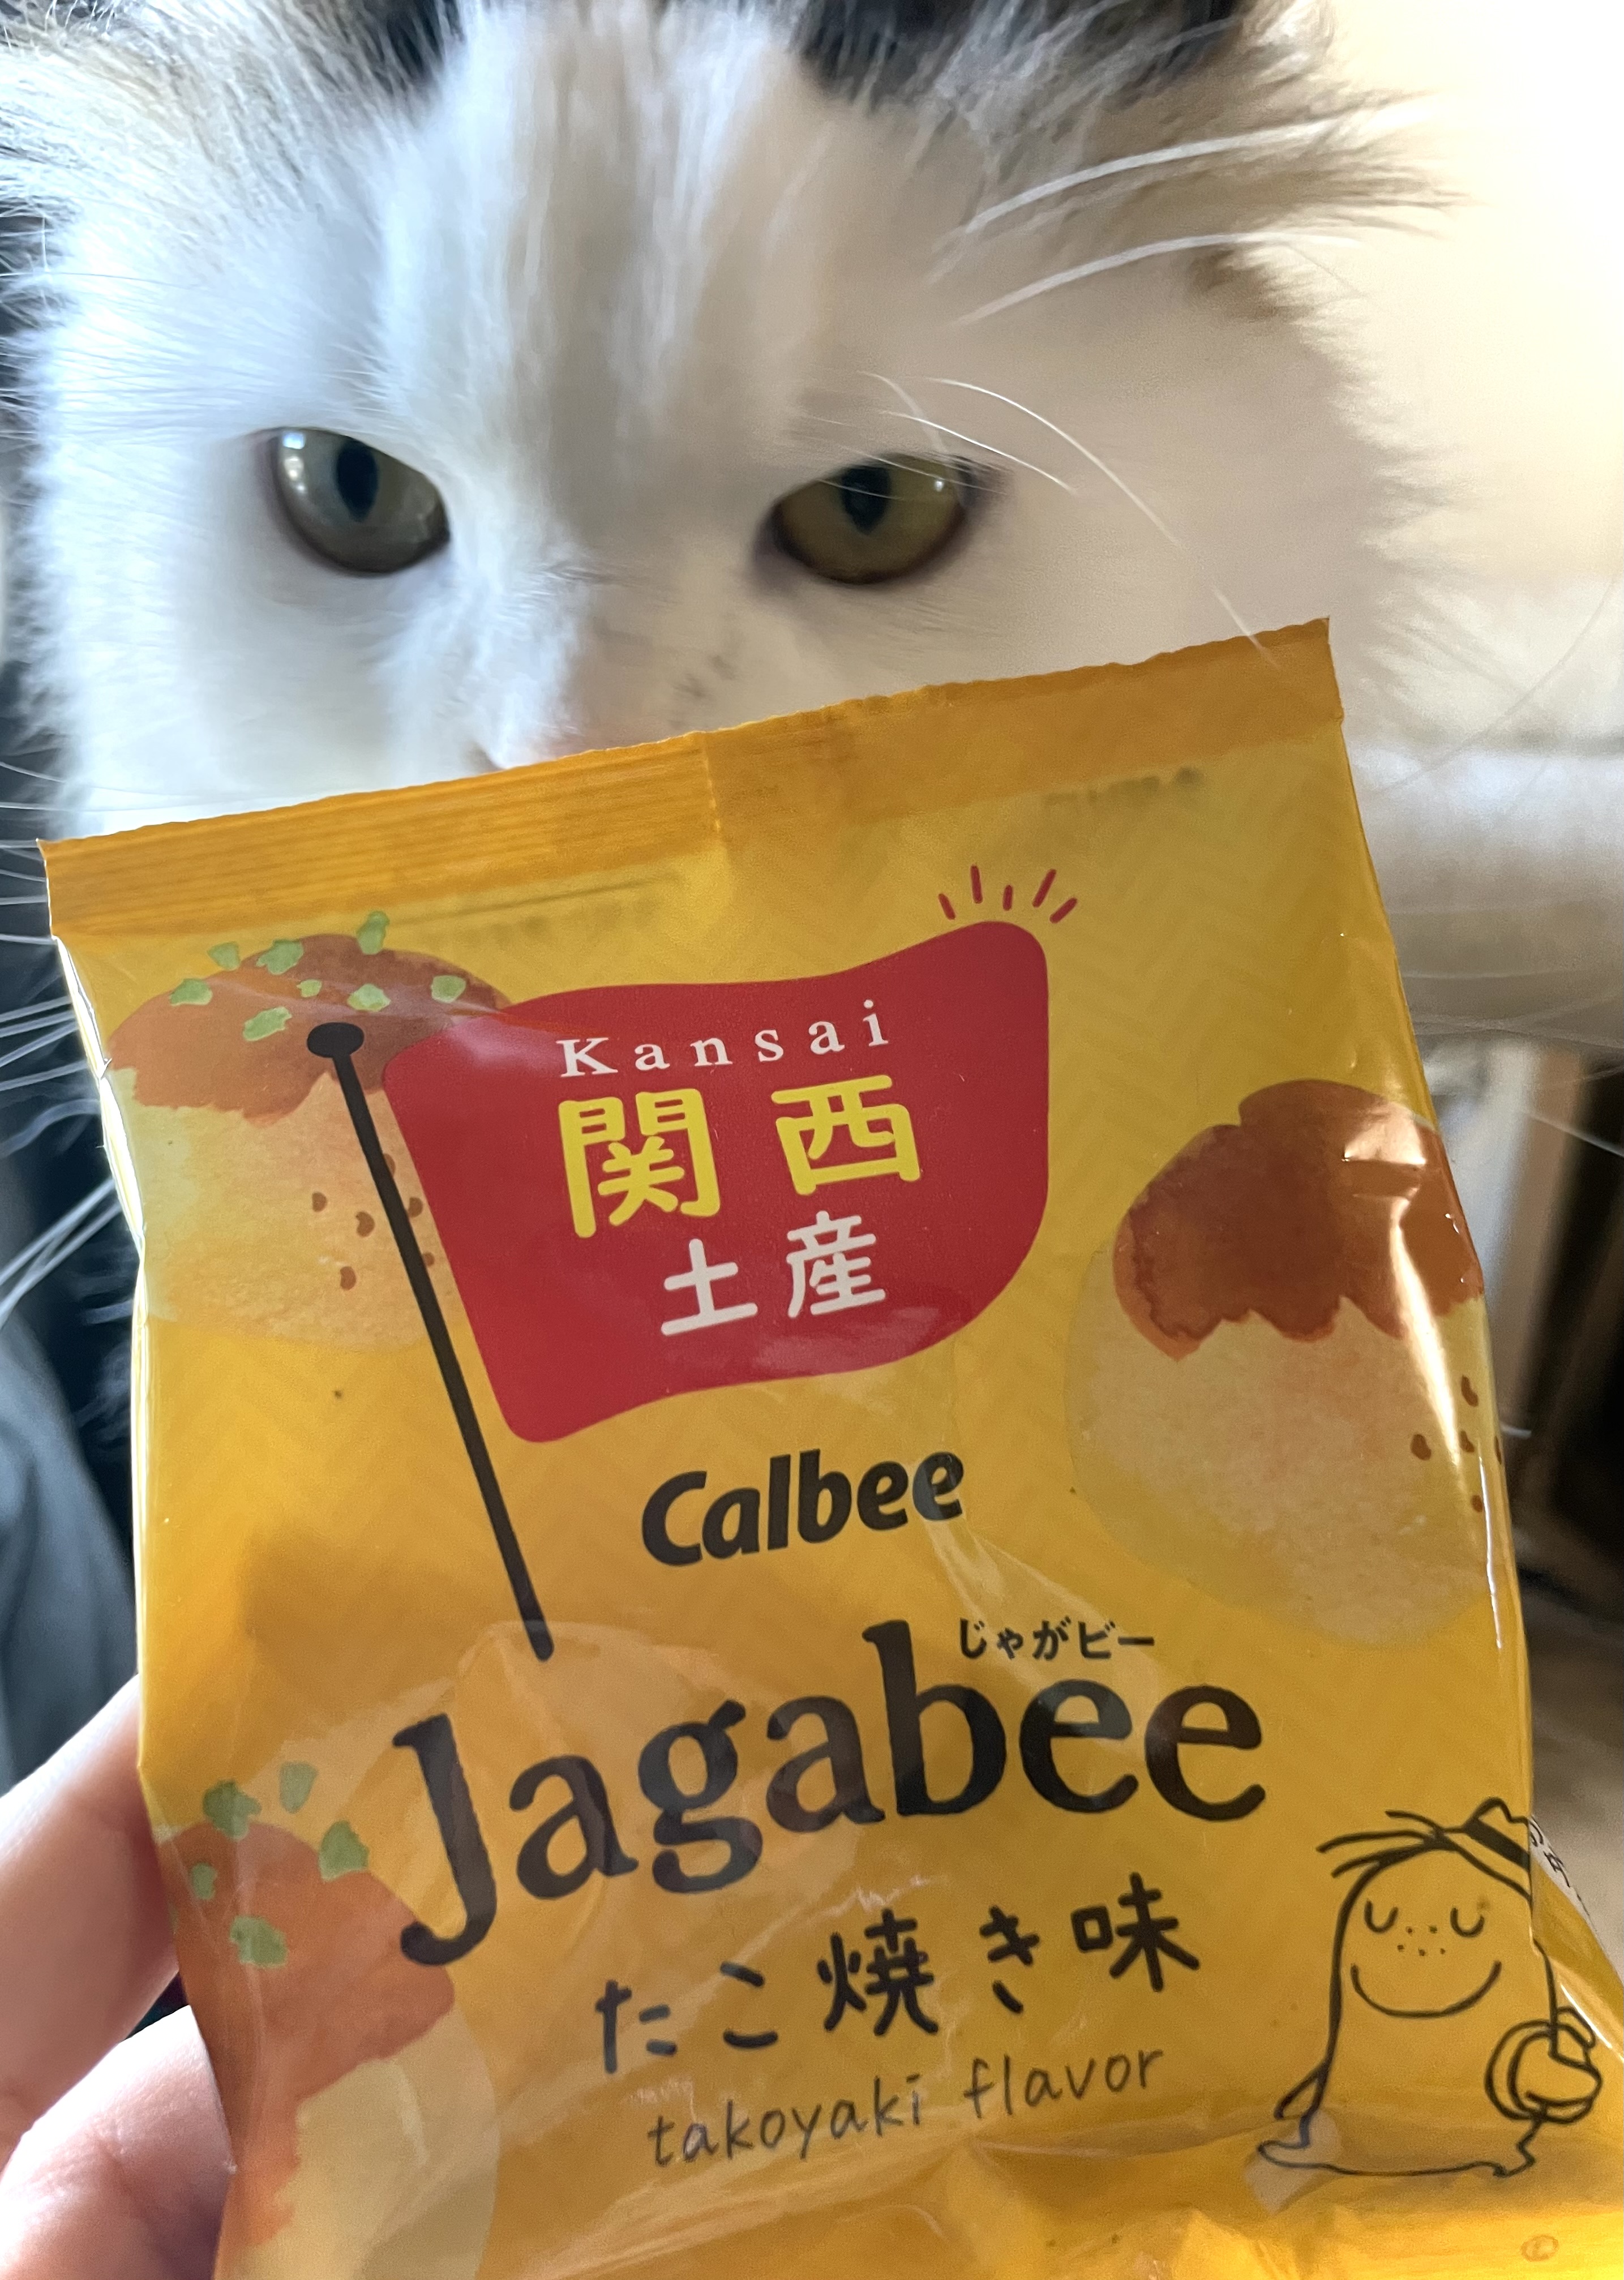 Kansai
関西
土産
Calbee
じゃがビー
Jagabee
たこ焼き味
takoyaki flavor